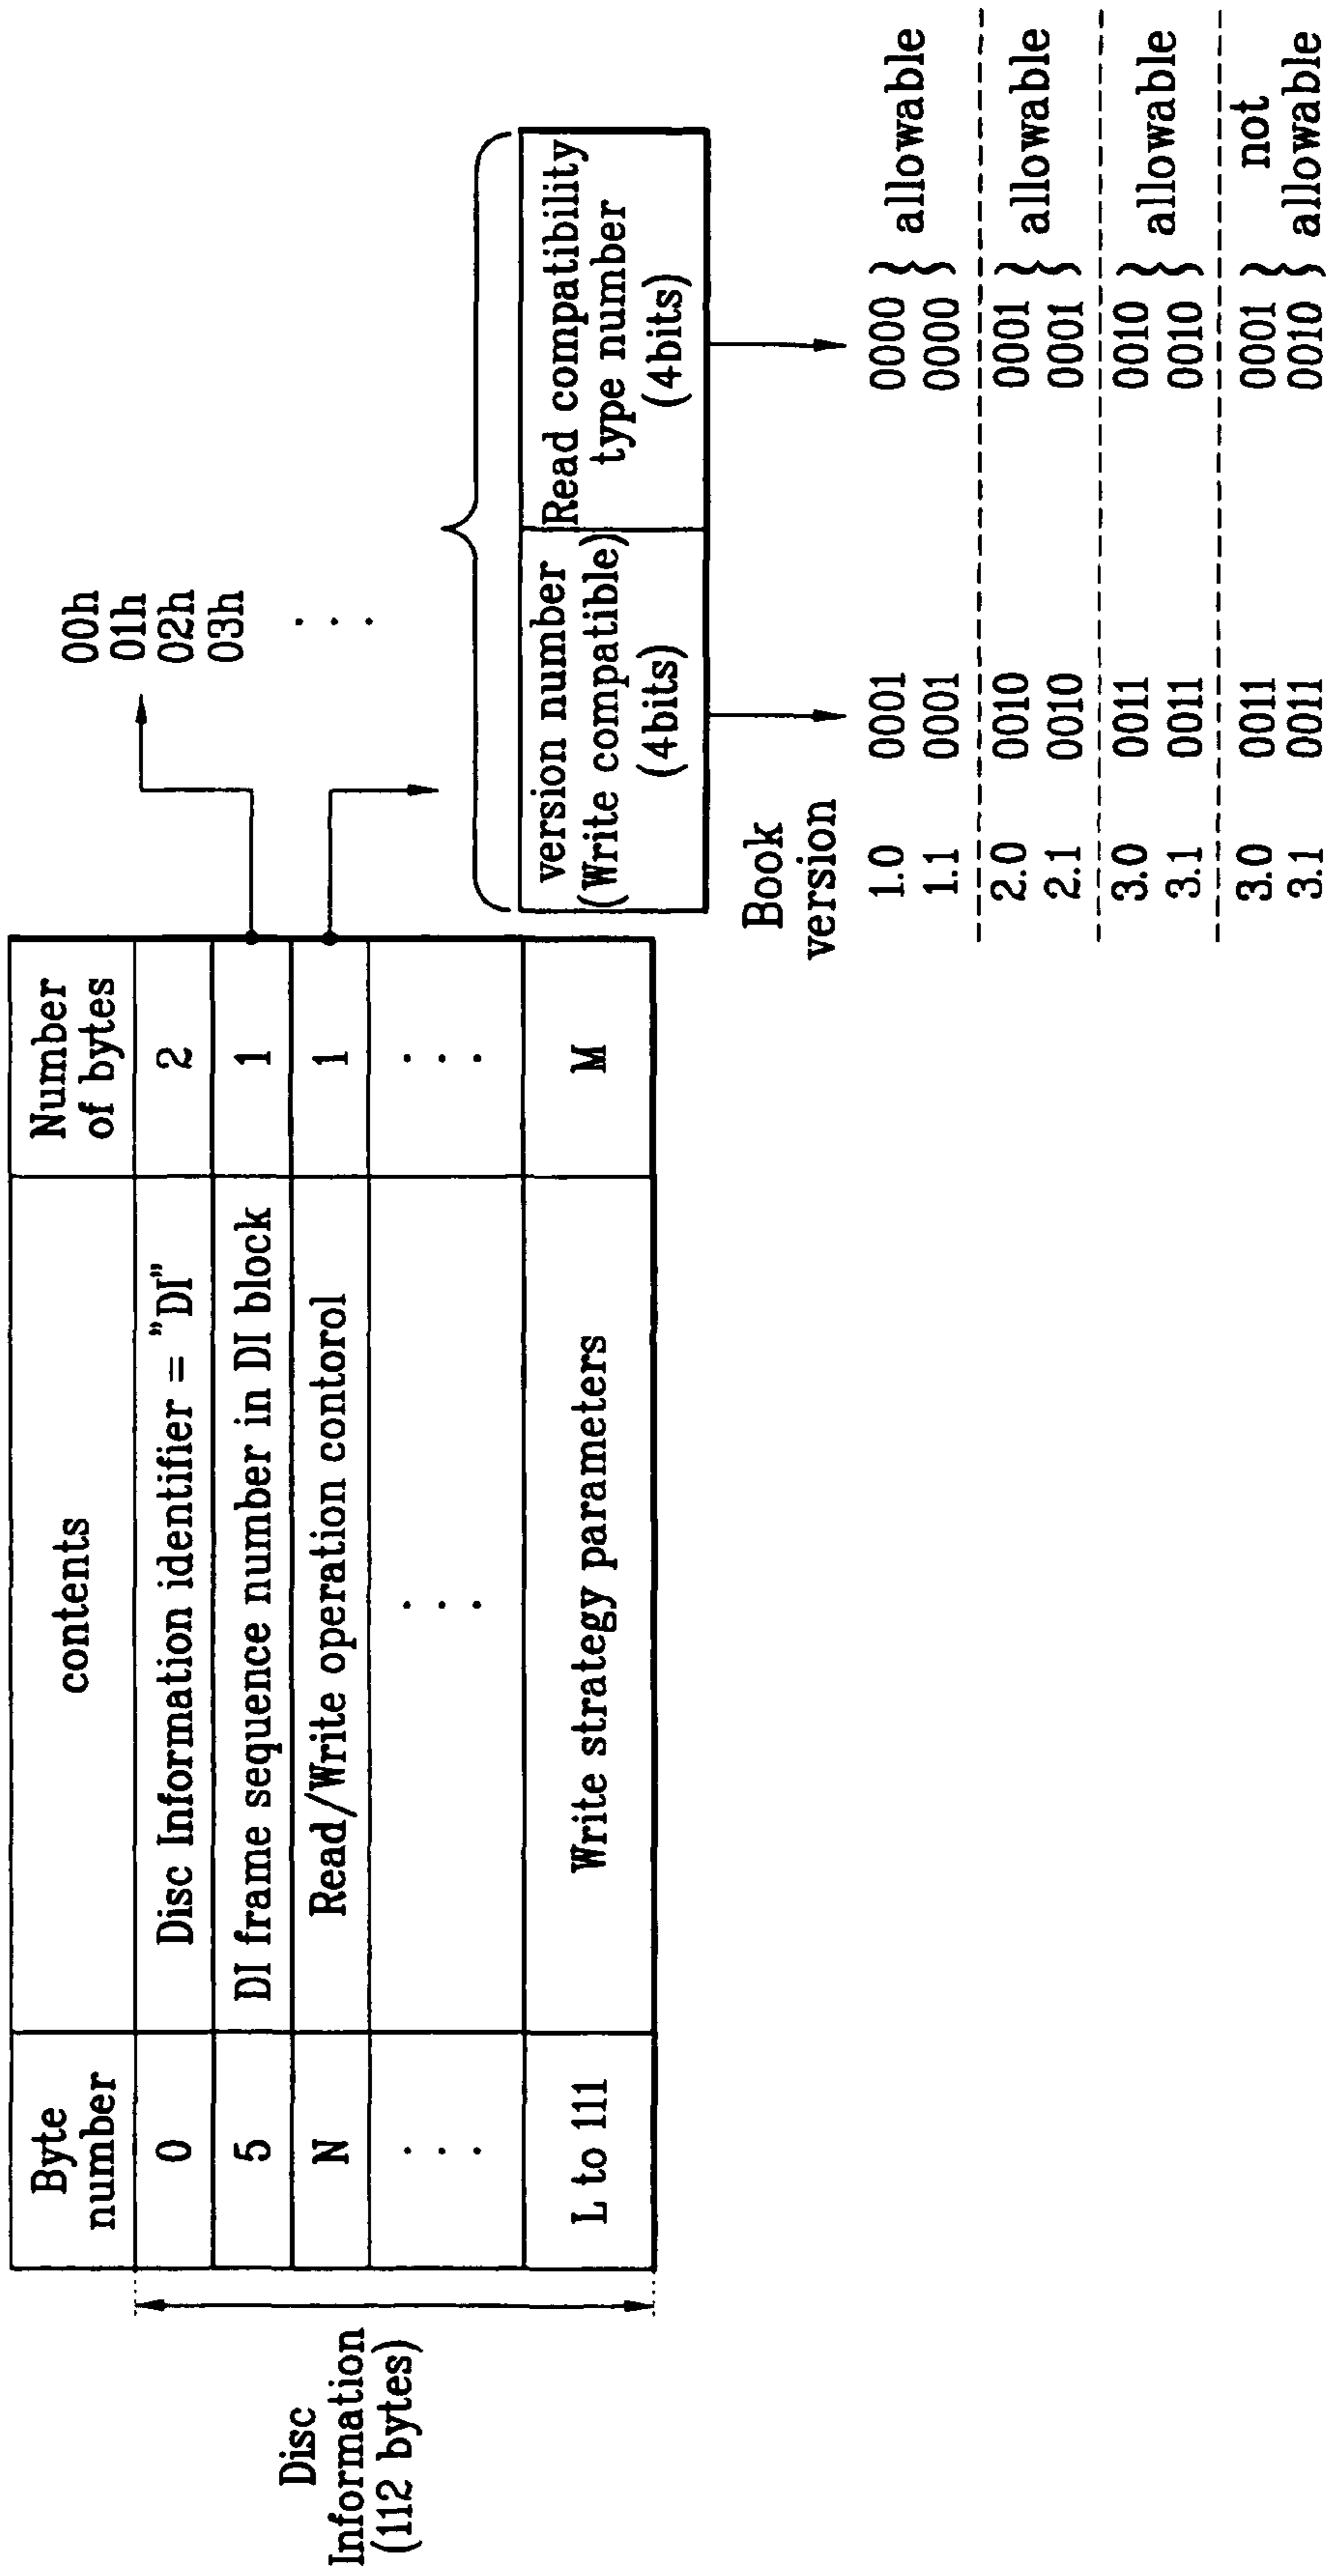 Byte
number
contents
Number
of bytes
0
Disc Information identifier = "DI"
2
5
DI frame sequence number in DI block
1
N
Read/Write operation contorol
1
. . .
. . .
. . .
L to 111
Write strategy parameters
M
Disc
Information
(112 bytes)
00h
01h
02h
03h
. . .
version number
(Write compatible)
(4bits)
Read compatibility
type number
(4bits)
Book
version
1.0 0001 0000 } allowable
1.1 0001 0000 }
2.0 0010 0001 } allowable
2.1 0010 0001 }
3.0 0011 0010 } allowable
3.1 0011 0010 }
3.0 0011 0001 } not
3.1 0011 0010 } allowable